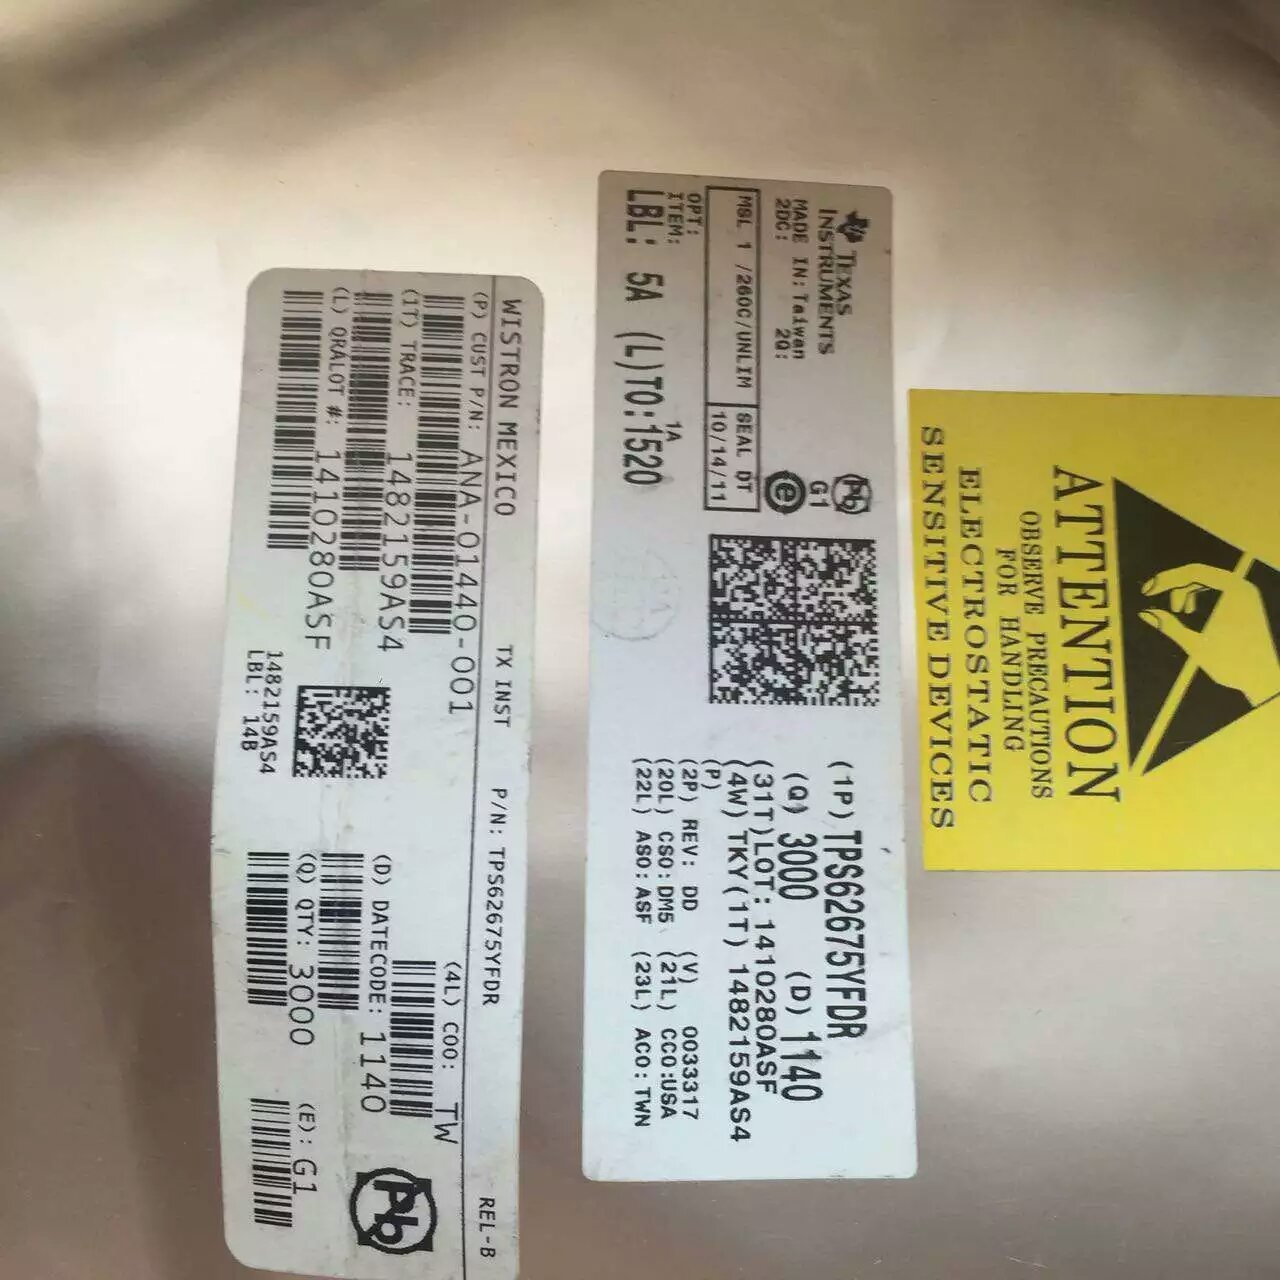 WISTRON MEXICO TX INST P/N: TPS62675YFDR REL-B
(P) CUST P/N: ANA-01440-001
(4L) COO: TW
(1T) TRACE: 1482159AS4
(D) DATECODE: 1140
(L) QRALOT #: 1410280ASF
(Q) QTY: 3000
(E): G1
1482159AS4
LBL: 14B
Pb
TEXAS
INSTRUMENTS
MADE IN: Taiwan
2DC: 2Q:
MSL 1 /260C/UNLIM SEAL DT
10/14/11
OPT:
ITEM: 1A
LBL: 5A (L)TO:1520
Pb
G1
e
(1P) TPS62675YFDR
(Q) 3000 (D) 1140
(31T)LOT: 1410280ASF
(4W) TKY(1T) 1482159AS4
(P)
(2P) REV: DD (V) 0033317
(20L) CSO:DM5 (21L) CCO:USA
(22L) ASO:ASF (23L) ACO:TWN
ATTENTION
OBSERVE PRECAUTIONS
FOR HANDLING
ELECTROSTATIC
SENSITIVE DEVICES